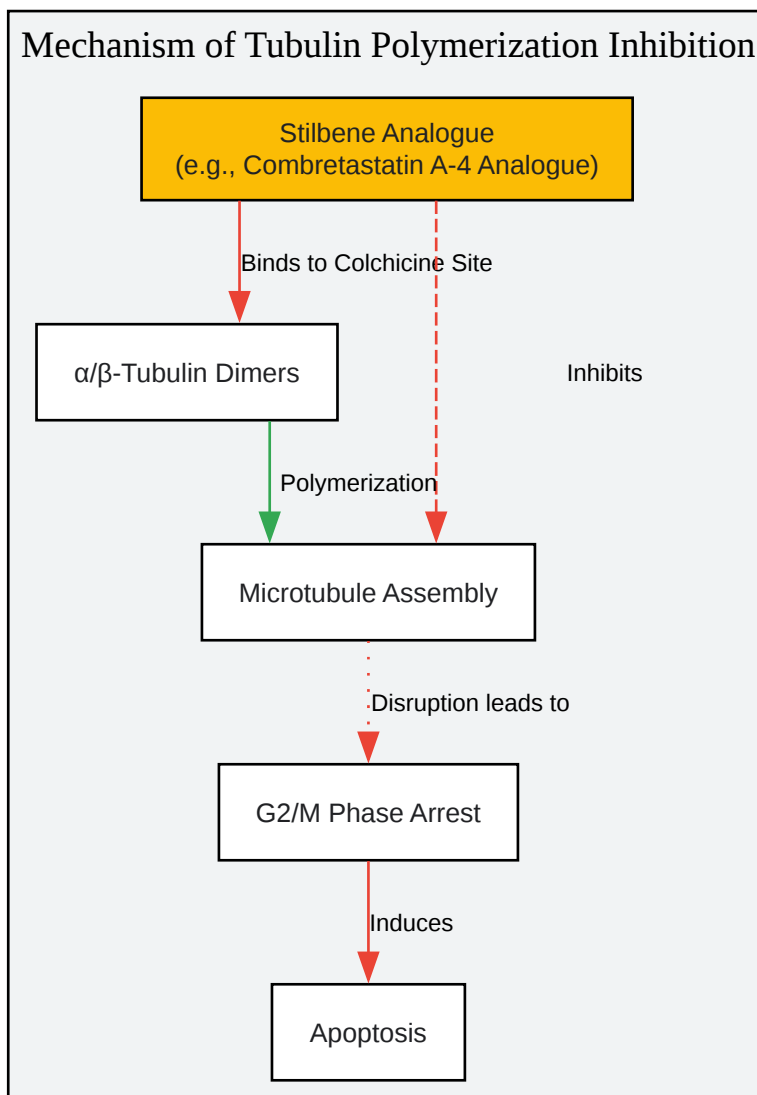 Mechanism of Tubulin Polymerization Inhibition
Stilbene Analogue
(e.g., Combretastatin A-4 Analogue)
Binds to Colchicine Site
α/β-Tubulin Dimers
Inhibits
Polymerization
Microtubule Assembly
Disruption leads to
G2/M Phase Arrest
Induces
Apoptosis